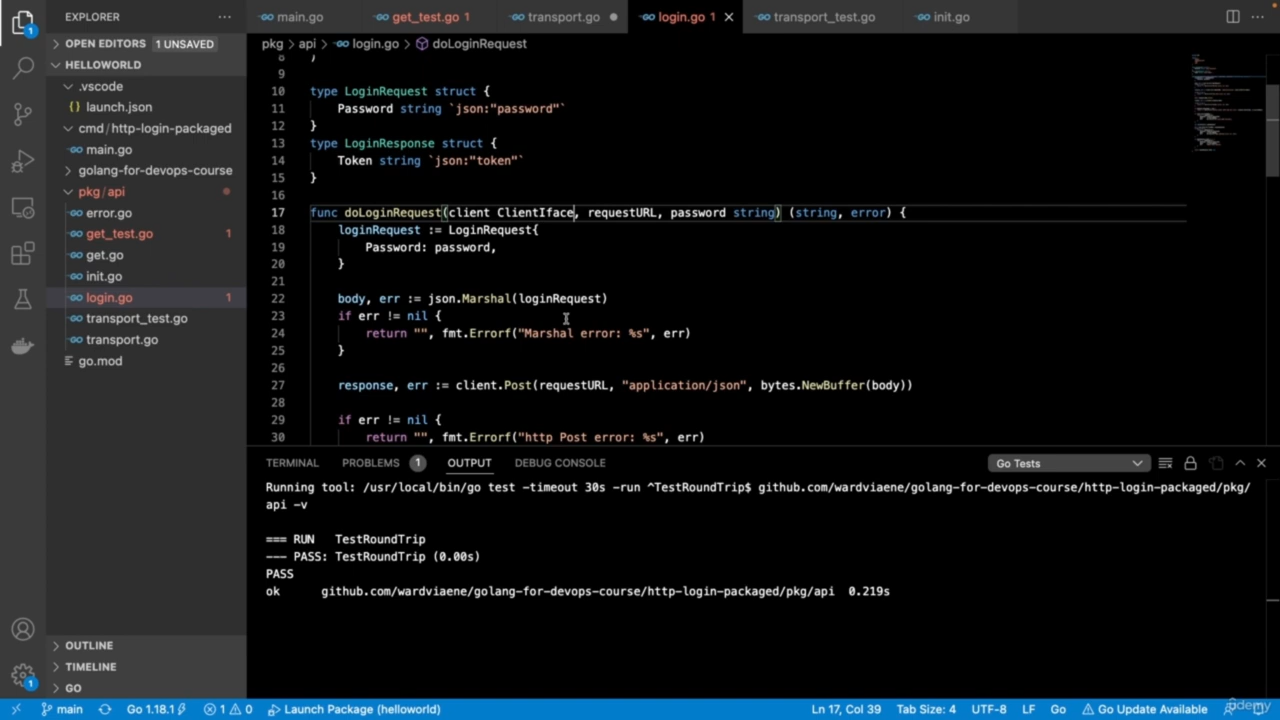 EXPLORER
main.go
get_test.go 1
transport.go
login.go 1
transport_test.go
init.go
OPEN EDITORS 1 UNSAVED
HELLOWORLD
.vscode
launch.json
cmd/http-login-packaged
main.go
golang-for-devops-course
pkg/api
error.go
get_test.go 1
get.go
init.go
login.go 1
transport_test.go
transport.go
go.mod
OUTLINE
TIMELINE
GO
1
1
pkg > api > login.go > doLoginRequest
8 )
9
10 type LoginRequest struct {
11 Password string `json:"password"`
12 }
13 type LoginResponse struct {
14 Token string `json:"token"`
15 }
16
17 func doLoginRequest(client ClientIface, requestURL, password string) (string, error) {
18 loginRequest := LoginRequest{
19 Password: password,
20 }
21
22 body, err := json.Marshal(loginRequest)
23 if err != nil {
24 return "", fmt.Errorf("Marshal error: %s", err)
25 }
26
27 response, err := client.Post(requestURL, "application/json", bytes.NewBuffer(body))
28
29 if err != nil {
30 return "", fmt.Errorf("http Post error: %s", err)
TERMINAL PROBLEMS 1 OUTPUT DEBUG CONSOLE Go Tests
Running tool: /usr/local/bin/go test -timeout 30s -run ^TestRoundTrip$ github.com/wardviaene/golang-for-devops-course/http-login-packaged/pkg/
api -v
=== RUN TestRoundTrip
--- PASS: TestRoundTrip (0.00s)
PASS
ok github.com/wardviaene/golang-for-devops-course/http-login-packaged/pkg/api 0.219s
main Go 1.18.1 1 0 Launch Package (helloworld) Ln 17, Col 39 Tab Size: 4 UTF-8 LF Go Go Update Available
udemy